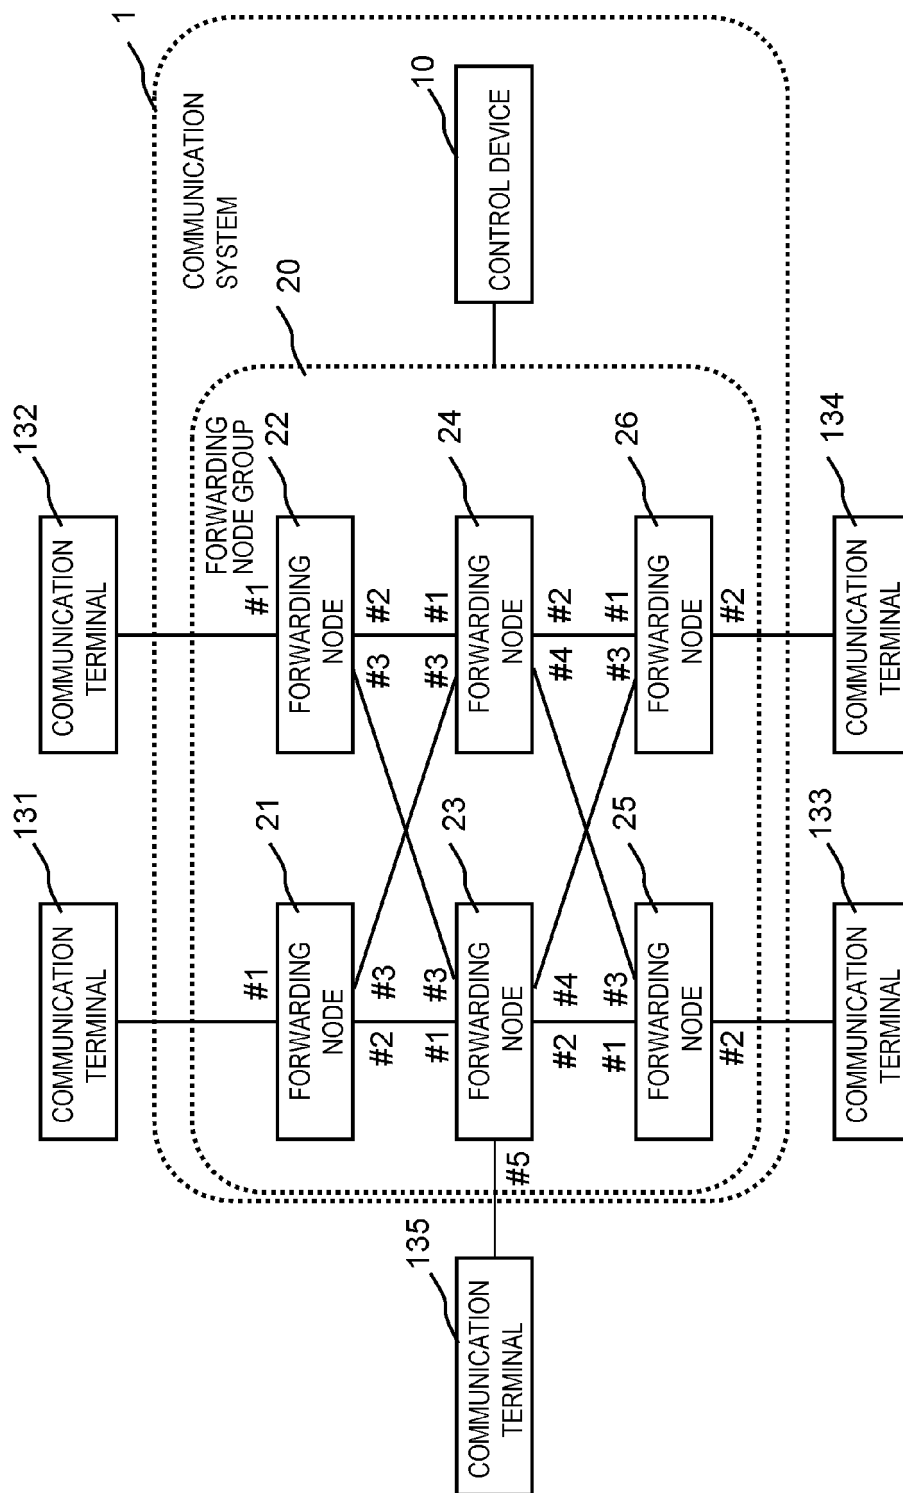 1
COMMUNICATION
SYSTEM
10
CONTROL DEVICE
20
FORWARDING
NODE GROUP
131
COMMUNICATION
TERMINAL
132
COMMUNICATION
TERMINAL
#1
#1
21
FORWARDING
NODE
22
FORWARDING
NODE
#2
#3
#3
#2
135
COMMUNICATION
TERMINAL
#5
#1
#3
#3
#1
23
FORWARDING
NODE
24
FORWARDING
NODE
#2
#4
#4
#2
#1
#3
#3
#1
25
FORWARDING
NODE
26
FORWARDING
NODE
#2
#2
133
COMMUNICATION
TERMINAL
134
COMMUNICATION
TERMINAL